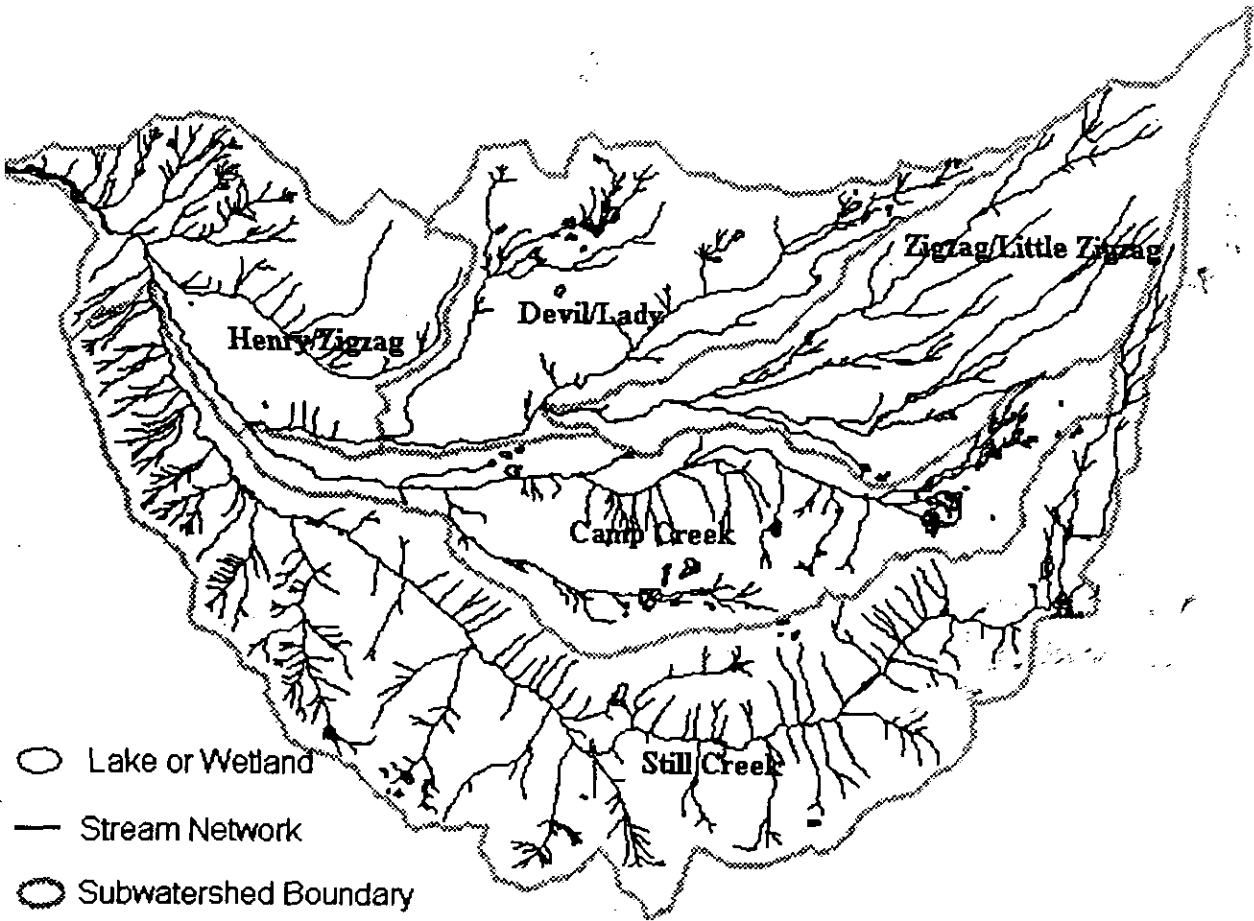 Zigzag/Little Zigzag
Devil/Lady
Henry/Zigzag
Camp Creek
Still Creek
Lake or Wetland
Stream Network
Subwatershed Boundary